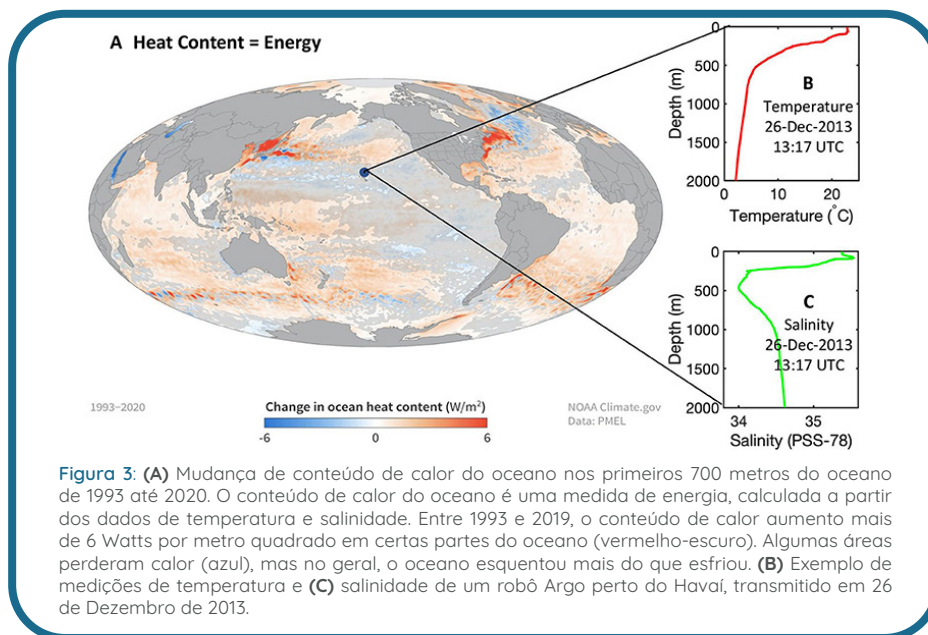 A Heat Content = Energy
0
500
1000
1500
2000
Depth (m)
B
Temperature
26-Dec-2013
13:17 UTC
0
10
20
Temperature (°C)
0
500
1000
1500
2000
Depth (m)
C
Salinity
26-Dec-2013
13:17 UTC
34
35
Salinity (PSS-78)
1993–2020
Change in ocean heat content (W/m²)
-6
0
6
NOAA Climate.gov
Data: PMEL
Figura 3: (A) Mudança de conteúdo de calor do oceano nos primeiros 700 metros do oceano
de 1993 até 2020. O conteúdo de calor do oceano é uma medida de energia, calculada a partir
dos dados de temperatura e salinidade. Entre 1993 e 2019, o conteúdo de calor aumento mais
de 6 Watts por metro quadrado em certas partes do oceano (vermelho-escuro). Algumas áreas
perderam calor (azul), mas no geral, o oceano esquentou mais do que esfriou. (B) Exemplo de
medições de temperatura e (C) salinidade de um robô Argo perto do Havaí, transmitido em 26
de Dezembro de 2013.